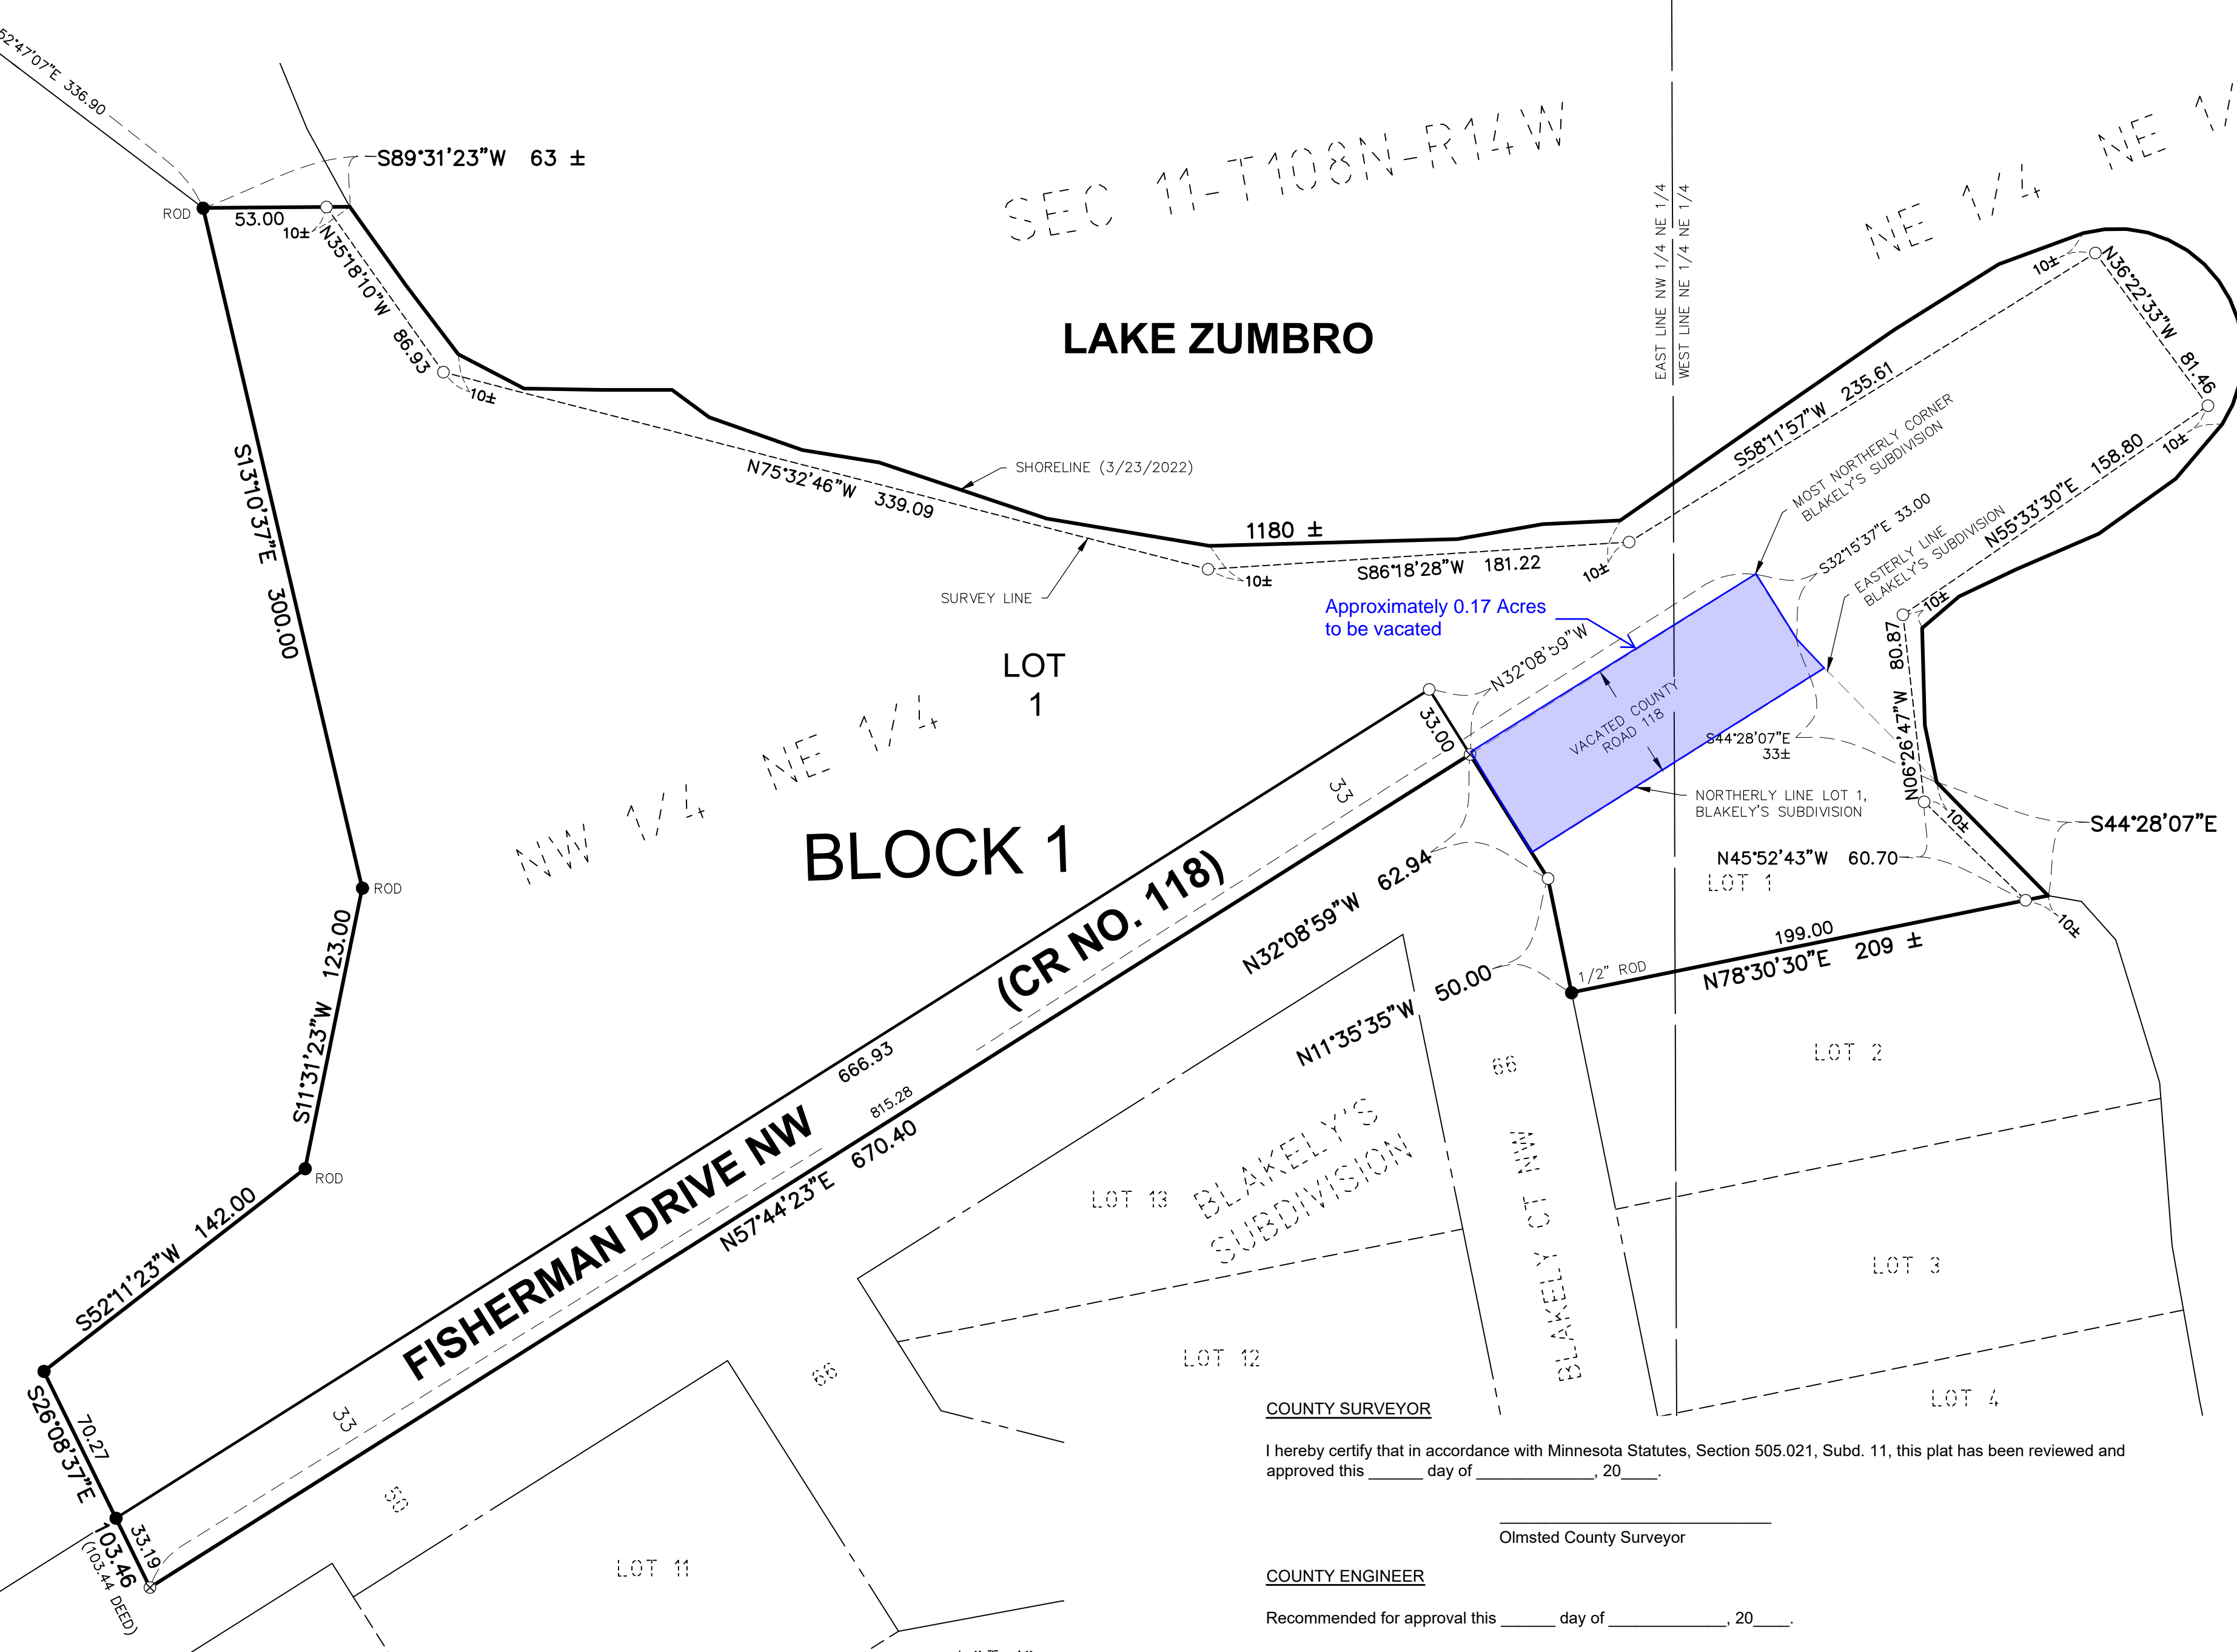 52°47'07"E 336.90
S89°31'23"W 63 ±
ROD
53.00
10±
N35°18'10"W 86.93
10±
SEC 11-T108N-R14W
NE 1/4 NE
LAKE ZUMBRO
EAST LINE NW 1/4 NE 1/4
WEST LINE NE 1/4 NE 1/4
10±
N36°22'33"W 81.46
S58°11'57"W 235.61
10±
N55°33'30"E 158.80
MOST NORTHERLY CORNER
BLAKELY'S SUBDIVISION
S32°15'37"E 33.00
EASTERLY LINE
BLAKELY'S SUBDIVISION
10±
S13°10'37"E 300.00
N75°32'46"W 339.09
SHORELINE (3/23/2022)
1180 ±
10±
S86°18'28"W 181.22
10±
SURVEY LINE
Approximately 0.17 Acres
to be vacated
N32°08'59"W
33.00
VACATED COUNTY
ROAD 118
S44°28'07"E
33±
N06°26'47"W 80.87
10±
NORTHERLY LINE LOT 1,
BLAKELY'S SUBDIVISION
S44°28'07"E
N45°52'43"W 60.70
LOT 1
10±
LOT
1
NW 1/4 NE 1/4
BLOCK 1
33
ROD
S11°31'23"W 123.00
ROD
S52°11'23"W 142.00
S26°08'37"E
70.27
103.46
33.19
(103.44 DEED)
FISHERMAN DRIVE NW
(CR NO. 118)
666.93
815.28
N57°44'23"E 670.40
33
50
66
N32°08'59"W 62.94
N11°35'35"W 50.00
1/2" ROD
199.00
N78°30'30"E 209 ±
66
BLAKELY CT NW
BLAKELY'S
SUBDIVISION
LOT 13
LOT 12
LOT 11
LOT 2
LOT 3
LOT 4
COUNTY SURVEYOR
I hereby certify that in accordance with Minnesota Statutes, Section 505.021, Subd. 11, this plat has been reviewed and
approved this ______ day of _____________, 20____.
______________________________
Olmsted County Surveyor
COUNTY ENGINEER
Recommended for approval this ______ day of _____________, 20____.